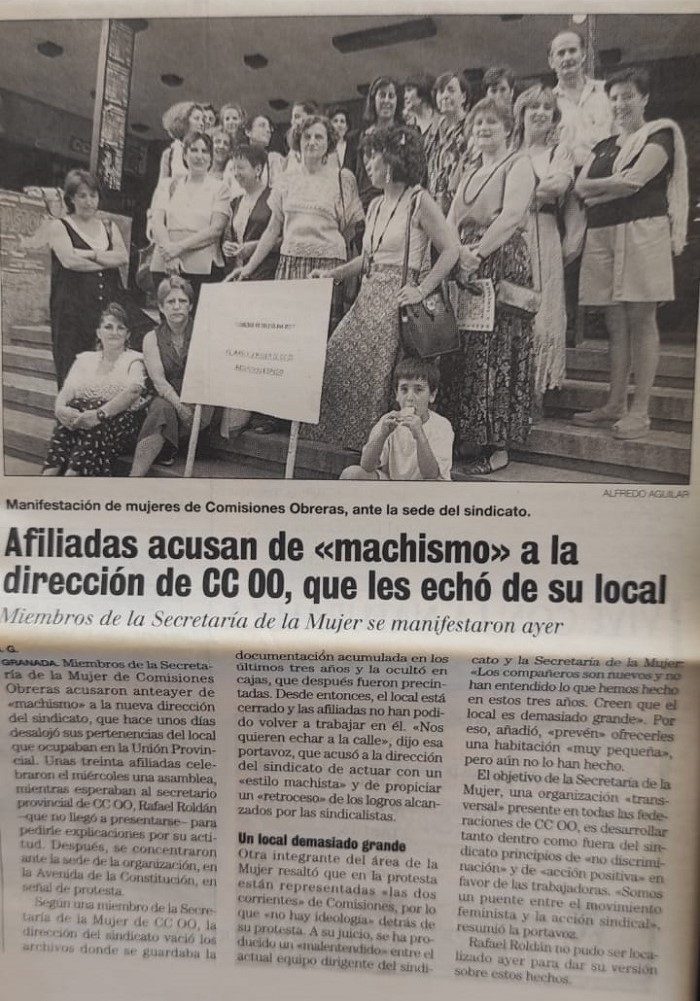 ALFREDO AGUILAR
Manifestación de mujeres de Comisiones Obreras, ante la sede del sindicato.
Afiliadas acusan de «machismo» a la
dirección de CC OO, que les echó de su local
Miembros de la Secretaría de la Mujer se manifestaron ayer
. G.
GRANADA. Miembros de la Secreta-
ría de la Mujer de Comisiones
Obreras acusaron anteayer de
«machismo» a la nueva dirección
del sindicato, que hace unos días
desalojó sus pertenencias del local
que ocupaban en la Unión Provin-
cial. Unas treinta afiliadas cele-
braron el miércoles una asamblea,
mientras esperaban al secretario
provincial de CC OO, Rafael Roldán
–que no llegó a presentarse– para
pedirle explicaciones por su acti-
tud. Después, se concentraron
ante la sede de la organización, en
la Avenida de la Constitución, en
señal de protesta.
Según una miembro de la Secre-
taría de la Mujer de CC OO, la
dirección del sindicato vació los
archivos donde se guardaba la
documentación acumulada en los
últimos tres años y la ocultó en
cajas, que después fueron precin-
tadas. Desde entonces, el local está
cerrado y las afiliadas no han podi-
do volver a trabajar en él. «Nos
quieren echar a la calle», dijo esa
portavoz, que acusó a la dirección
del sindicato de actuar con un
«estilo machista» y de propiciar
un «retroceso» de los logros alcan-
zados por las sindicalistas.
Un local demasiado grande
Otra integrante del área de la
Mujer resaltó que en la protesta
están representadas «las dos
corrientes» de Comisiones, por lo
que «no hay ideología» detrás de
su protesta. A su juicio, se ha pro-
ducido un «malentendido» entre el
actual equipo dirigente del sindi-
cato y la Secretaría de la Mujer.
«Los compañeros son nuevos y no
han entendido lo que hemos hecho
en estos tres años. Creen que el
local es demasiado grande». Por
eso, añadió, «prevén» ofrecerles
una habitación «muy pequeña»,
pero aún no lo han hecho.
El objetivo de la Secretaría de la
Mujer, una organización «trans-
versal» presente en todas las fede-
raciones de CC OO, es desarrollar
tanto dentro como fuera del sin-
dicato principios de «no discrimi-
nación» y de «acción positiva» en
favor de las trabajadoras. «Somos
un puente entre el movimiento
feminista y la acción sindical»,
resumió la portavoz.
Rafael Roldán no pudo ser loca-
lizado ayer para dar su versión
sobre estos hechos.